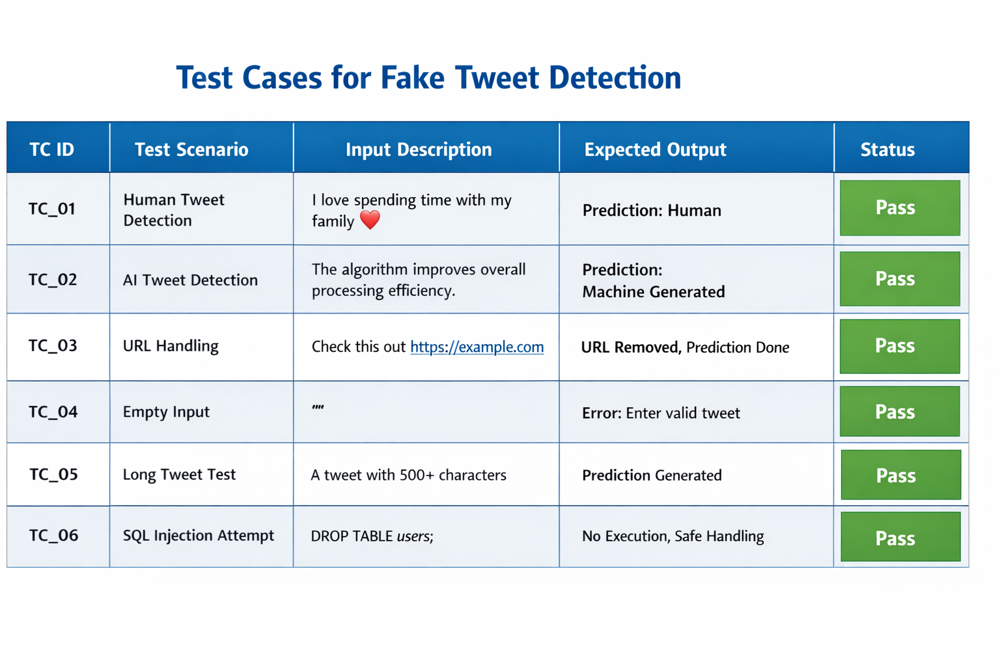 Test Cases for Fake Tweet Detection
TC ID Test Scenario Input Description Expected Output Status
TC_01 Human Tweet Detection I love spending time with my family ❤️ Prediction: Human Pass
TC_02 AI Tweet Detection The algorithm improves overall processing efficiency. Prediction: Machine Generated Pass
TC_03 URL Handling Check this out https://example.com URL Removed, Prediction Done Pass
TC_04 Empty Input "" Error: Enter valid tweet Pass
TC_05 Long Tweet Test A tweet with 500+ characters Prediction Generated Pass
TC_06 SQL Injection Attempt DROP TABLE users; No Execution, Safe Handling Pass